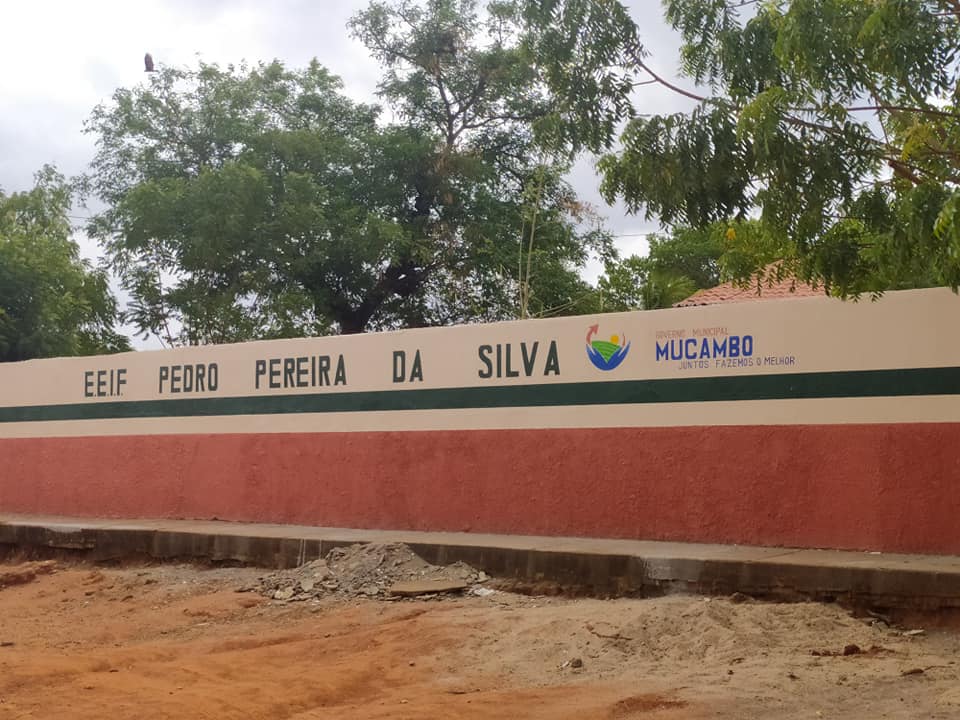 E.E.I.F. PEDRO PEREIRA DA SILVA
GOVERNO MUNICIPAL
MUCAMBO
JUNTOS FAZEMOS O MELHOR